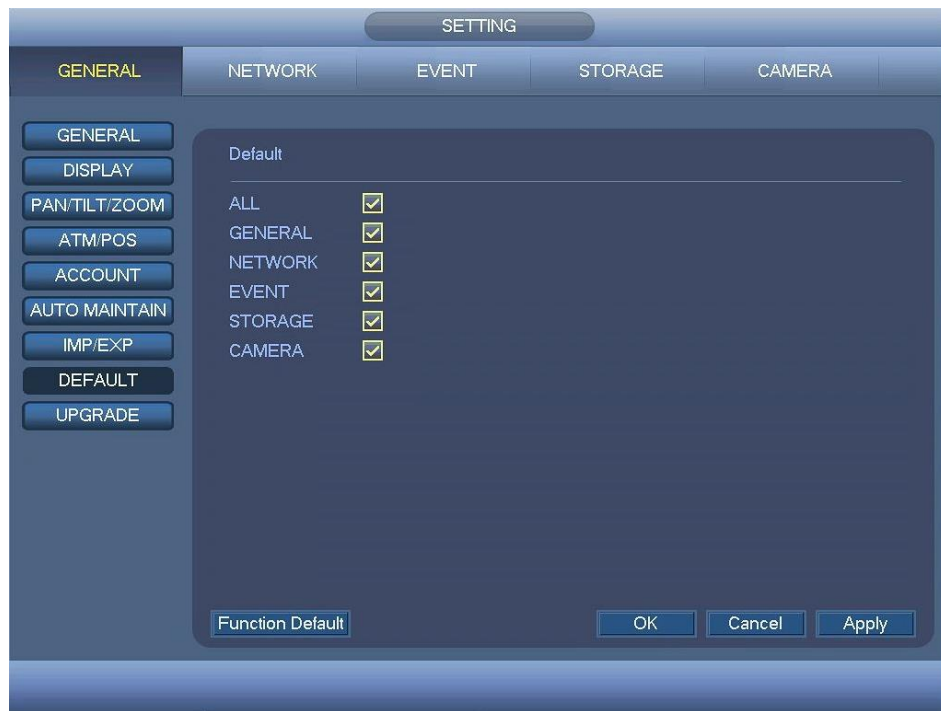 SETTING
GENERAL NETWORK EVENT STORAGE CAMERA
GENERAL
DISPLAY
PAN/TILT/ZOOM
ATM/POS
ACCOUNT
AUTO MAINTAIN
IMP/EXP
DEFAULT
UPGRADE
Default
ALL
GENERAL
NETWORK
EVENT
STORAGE
CAMERA
Function Default OK Cancel Apply